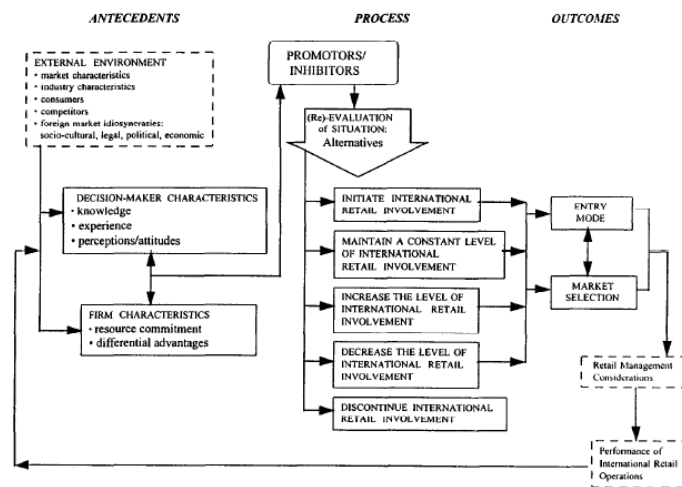 ANTECEDENTS
PROCESS
OUTCOMES
EXTERNAL ENVIRONMENT
• market characteristics
• industry characteristics
• consumers
• competitors
• foreign market idiosyncrasies:
socio-cultural, legal, political, economic
DECISION-MAKER CHARACTERISTICS
• knowledge
• experience
• perceptions/attitudes
FIRM CHARACTERISTICS
• resource commitment
• differential advantages
PROMOTORS/
INHIBITORS
(Re)-EVALUATION
of SITUATION:
Alternatives
INITIATE INTERNATIONAL
RETAIL INVOLVEMENT
MAINTAIN A CONSTANT LEVEL
OF INTERNATIONAL
RETAIL INVOLVEMENT
INCREASE THE LEVEL OF
INTERNATIONAL RETAIL
INVOLVEMENT
DECREASE THE LEVEL OF
INTERNATIONAL RETAIL
INVOLVEMENT
DISCONTINUE INTERNATIONAL
RETAIL INVOLVEMENT
ENTRY
MODE
MARKET
SELECTION
Retail Management
Considerations
Performance of
International Retail
Operations